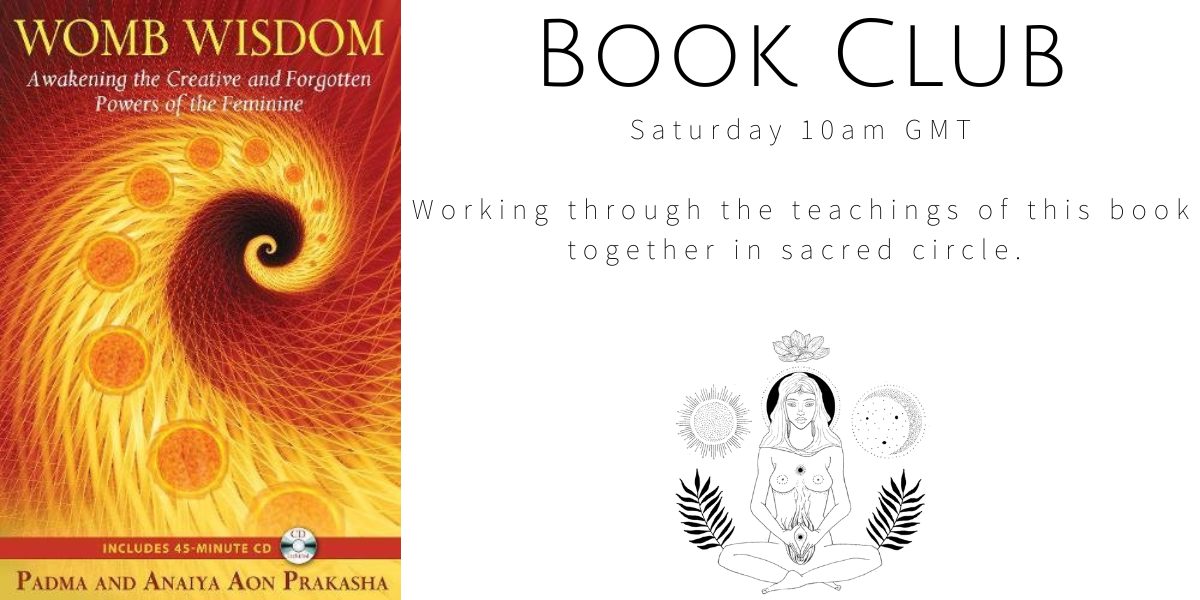 WOMB WISDOM
Awakening the Creative and Forgotten
Powers of the Feminine
INCLUDES 45-MINUTE CD
CD
PADMA AND ANAIYA AON PRAKASHA
BOOK CLUB
Saturday 10am GMT
Working through the teachings of this book
together in sacred circle.